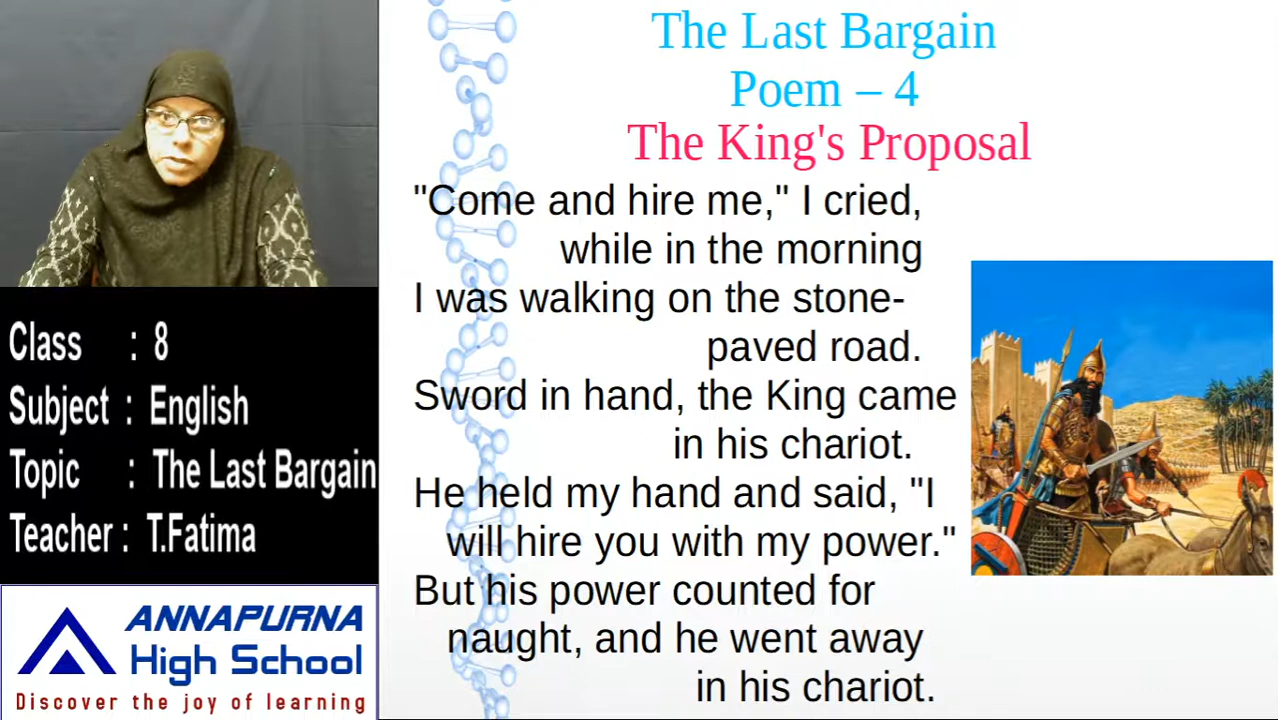 The Last Bargain
Poem – 4
The King's Proposal
"Come and hire me," I cried,
while in the morning
I was walking on the stone-
paved road.
Sword in hand, the King came
in his chariot.
He held my hand and said, "I
will hire you with my power."
But his power counted for
naught, and he went away
in his chariot.
Class : 8
Subject : English
Topic : The Last Bargain
Teacher : T.Fatima
ANNAPURNA
High School
Discover the joy of learning